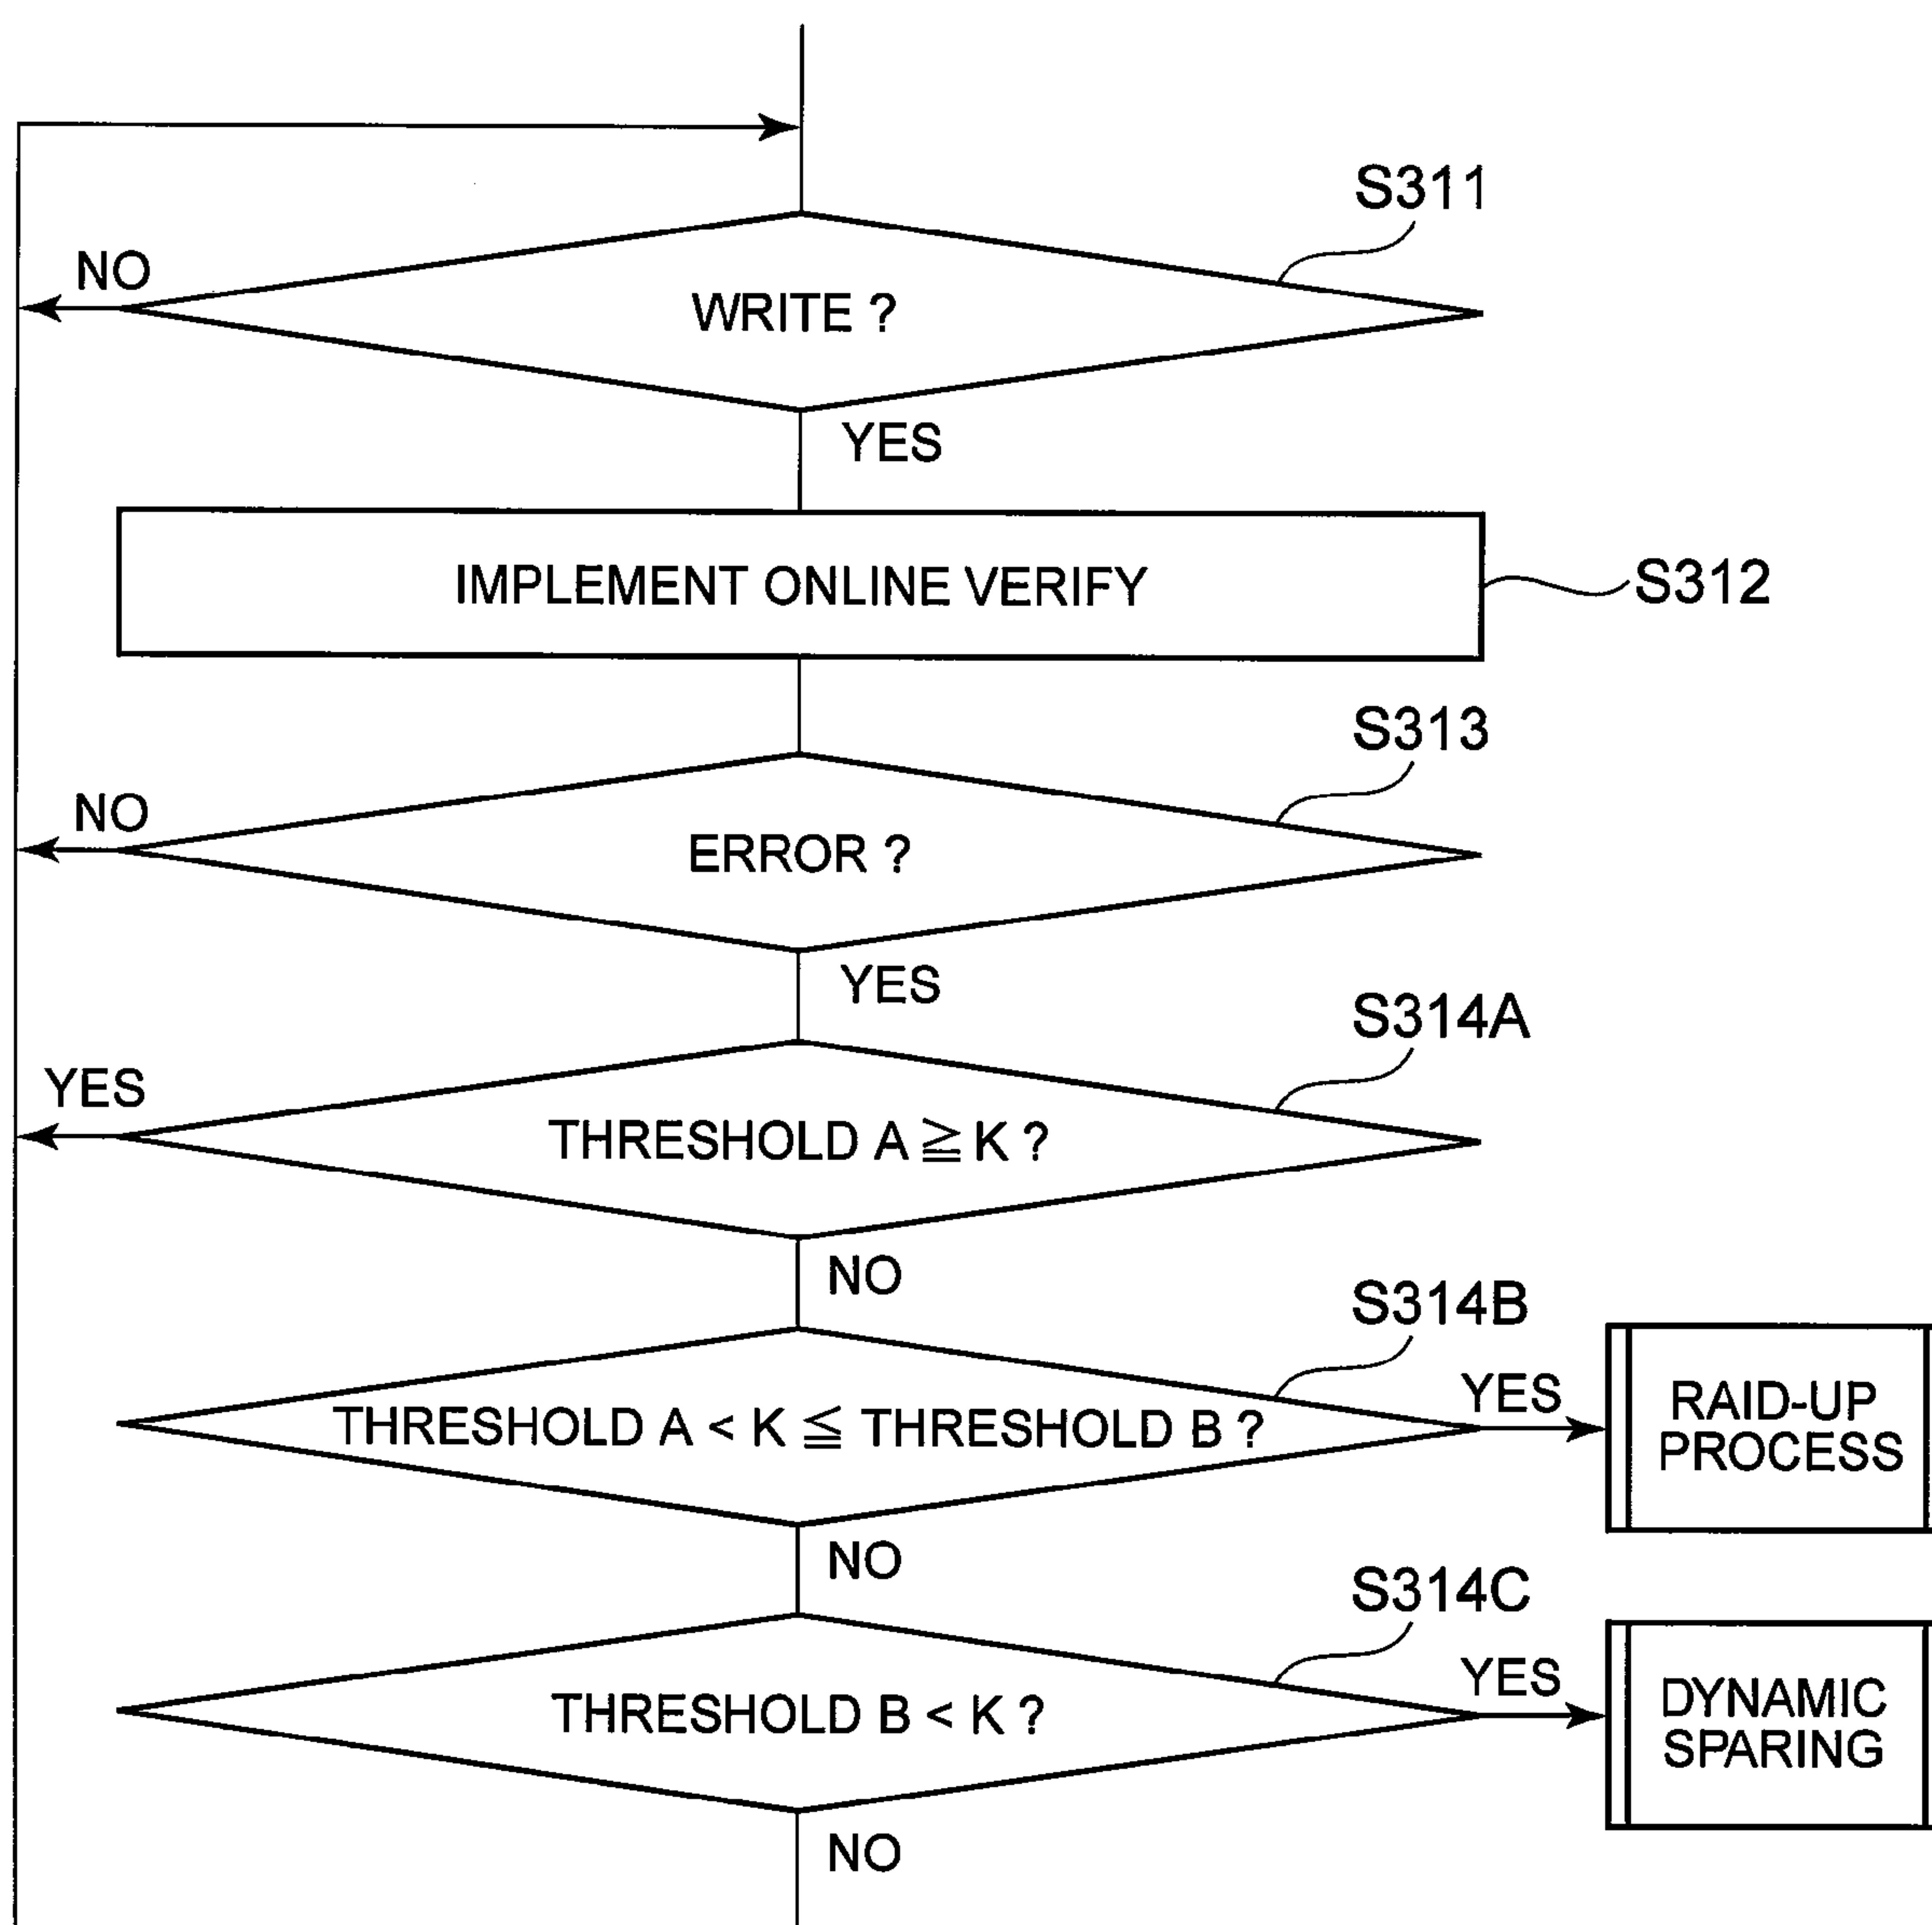 S311
NO
WRITE ?
YES
IMPLEMENT ONLINE VERIFY
S312
S313
NO
ERROR ?
YES
S314A
YES
THRESHOLD A ≧ K ?
NO
S314B
YES
THRESHOLD A < K ≦ THRESHOLD B ?
RAID-UP
PROCESS
NO
S314C
YES
THRESHOLD B < K ?
DYNAMIC
SPARING
NO